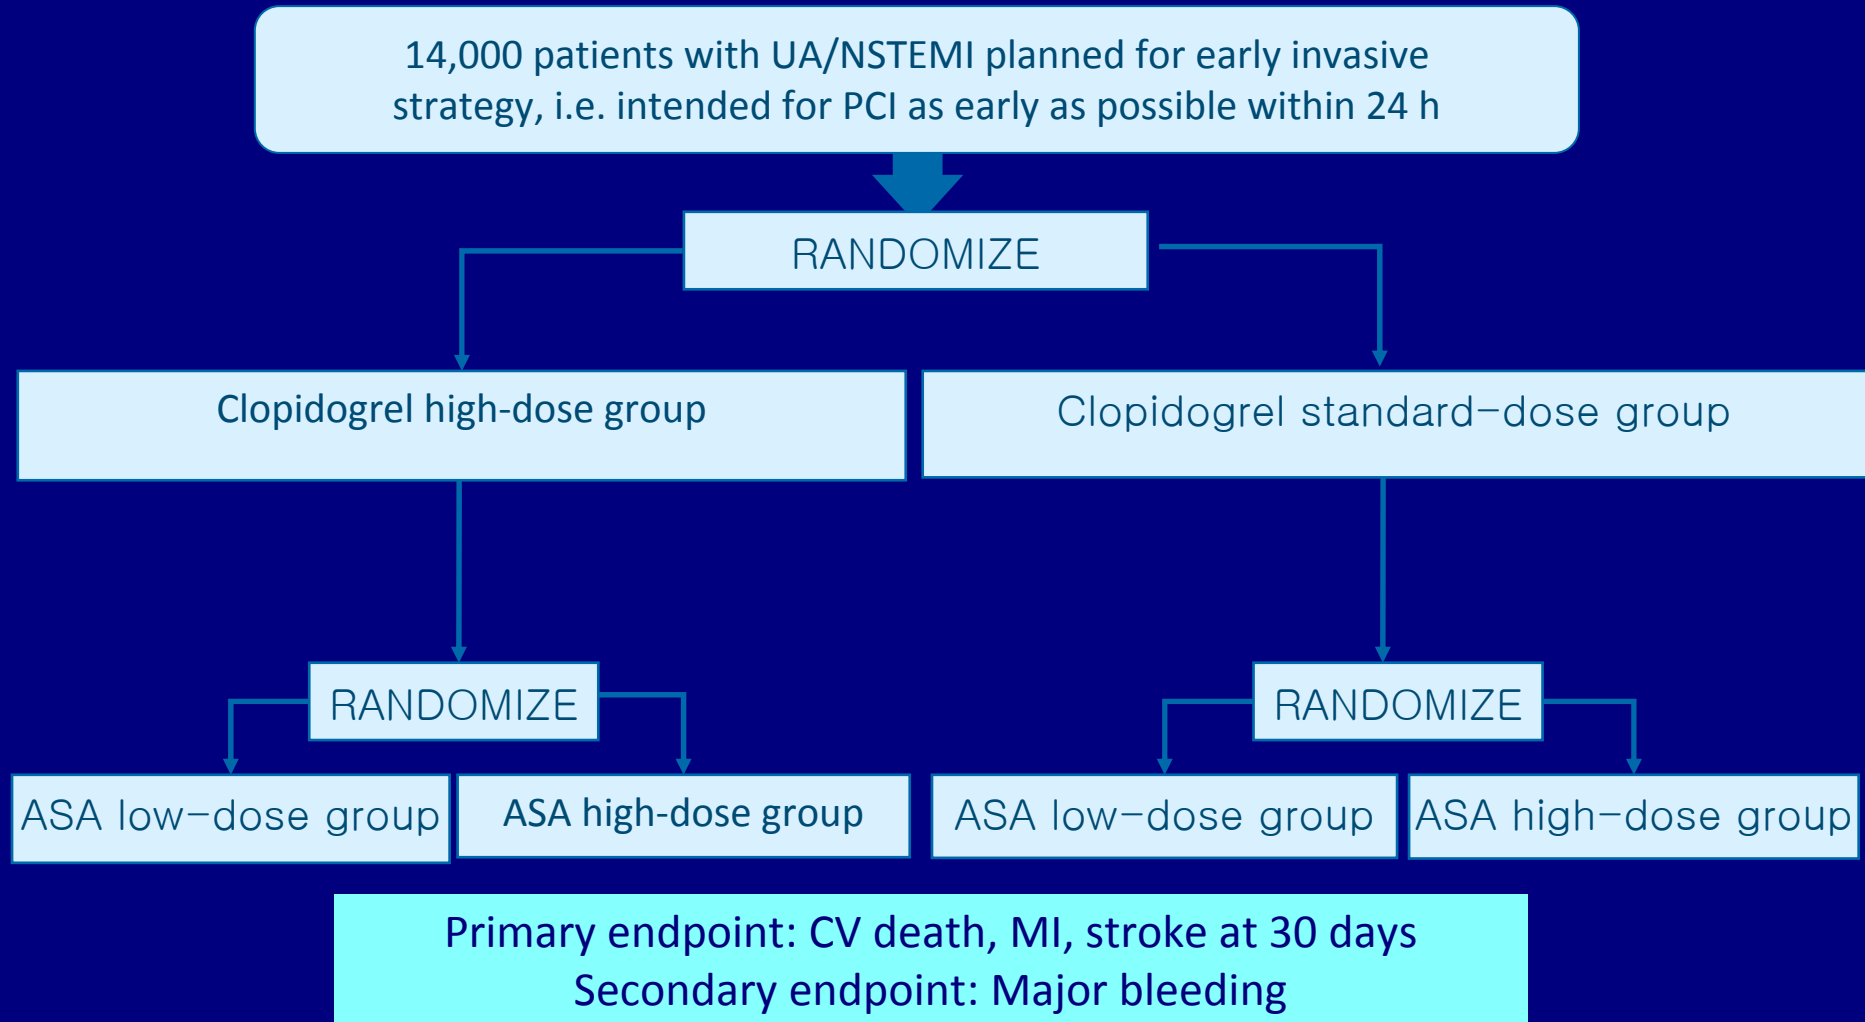 14,000 patients with UA/NSTEMI planned for early invasive
strategy, i.e. intended for PCI as early as possible within 24 h
RANDOMIZE
Clopidogrel high-dose group
Clopidogrel standard-dose group
RANDOMIZE
RANDOMIZE
ASA low-dose group
ASA high-dose group
ASA low-dose group
ASA high-dose group
Primary endpoint: CV death, MI, stroke at 30 days
Secondary endpoint: Major bleeding